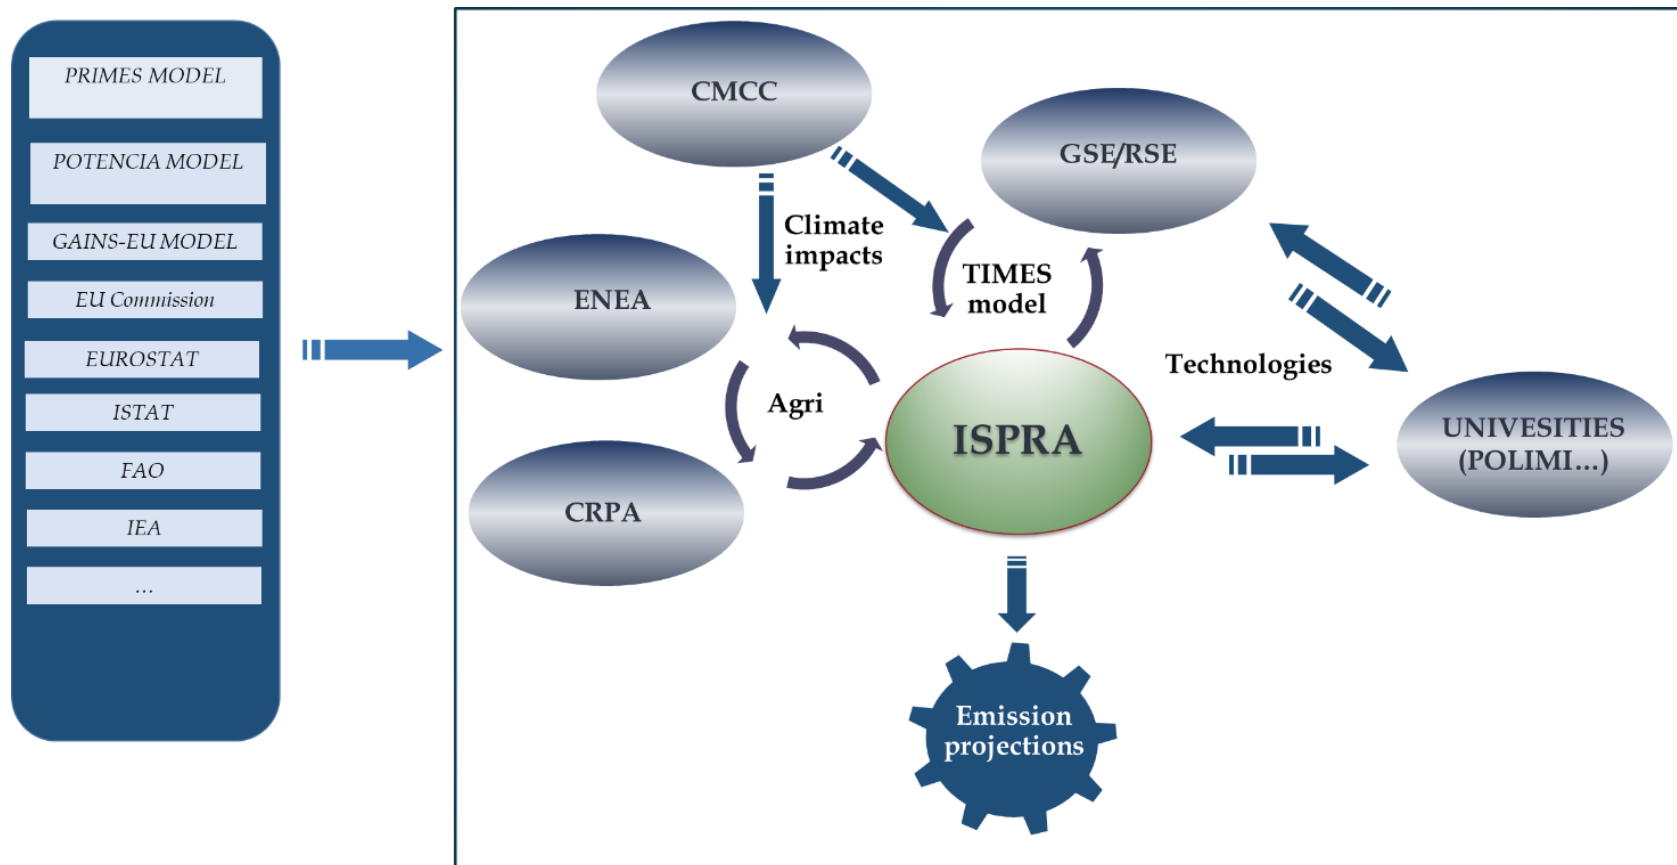 PRIMES MODEL
POTENCIA MODEL
GAINS-EU MODEL
EU Commission
EUROSTAT
ISTAT
FAO
IEA
...
CMCC
GSE/RSE
Climate
impacts
TIMES
model
ENEA
Technologies
Agri
ISPRA
UNIVESITIES
(POLIMI...)
CRPA
Emission
projections